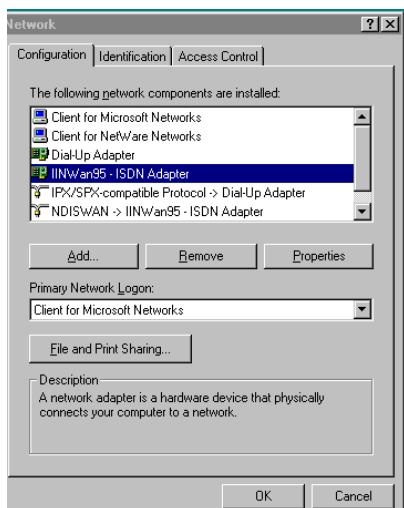 Network
Configuration Identification Access Control
The following network components are installed:
Client for Microsoft Networks
Client for NetWare Networks
Dial-Up Adapter
IINWan95 - ISDN Adapter
IPX/SPX-compatible Protocol -> Dial-Up Adapter
NDISWAN -> IINWan95 - ISDN Adapter
Add... Remove Properties
Primary Network Logon:
Client for Microsoft Networks
File and Print Sharing...
Description
A network adapter is a hardware device that physically
connects your computer to a network.
OK Cancel